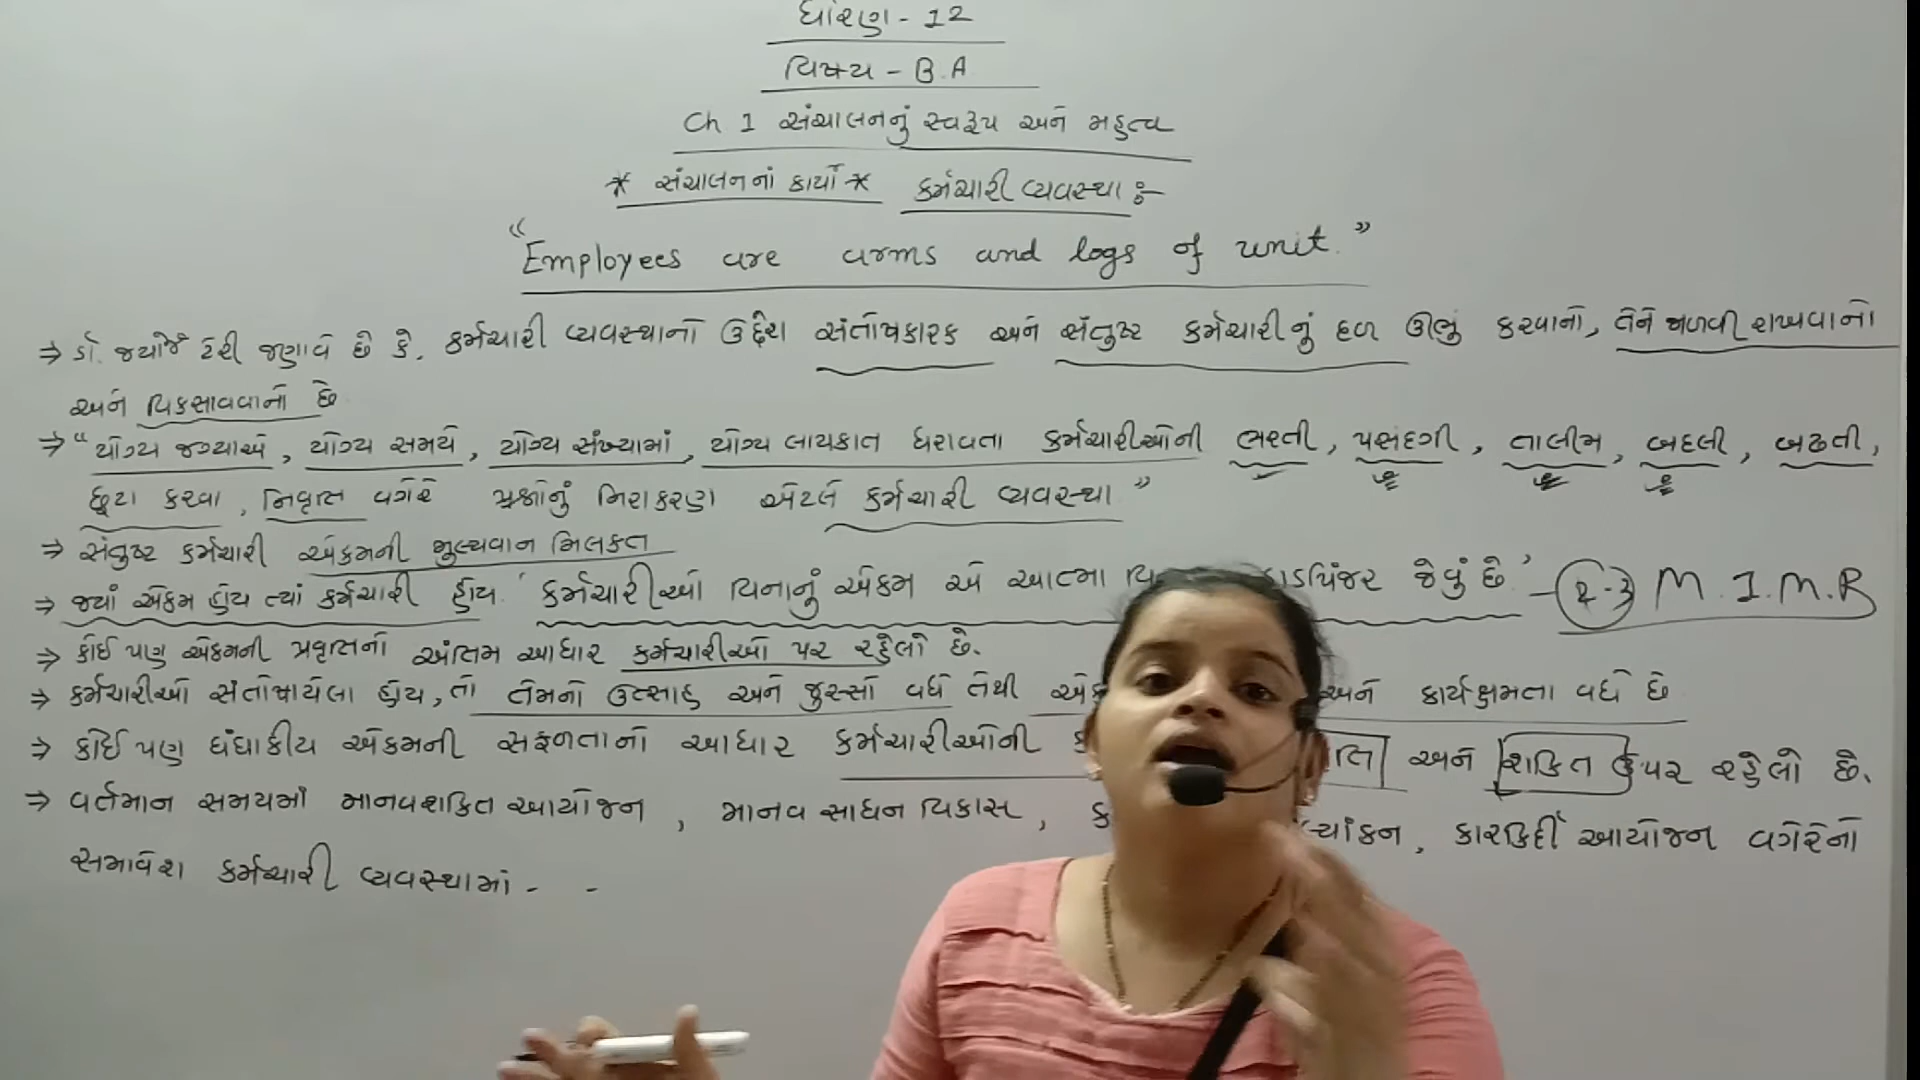 ધોરણ - 12
વિષય - B.A
Ch 1 સંચાલનનું સ્વરૂપ અને મહત્વ
* સંચાલનનાં કાર્યો * કર્મચારી વ્યવસ્થા :-
"Employees are arms and legs of unit."
⇒ ડૉ. જ્યોર્જ ટેરી જણાવે છે કે, કર્મચારી વ્યવસ્થાનો ઉદ્દેશ સંતોષકારક અને સંતુષ્ટ કર્મચારીનું દળ ઊભું કરવાનો, તેને જાળવી રાખવાનો
અને વિકસાવવાનો છે
⇒ "યોગ્ય જગ્યાએ, યોગ્ય સમયે, યોગ્ય સંખ્યામાં, યોગ્ય લાયકાત ધરાવતા કર્મચારીઓની ભરતી, પસંદગી, તાલીમ, બદલી, બઢતી,
છુટા કરવા, નિવૃત્તિ વગેરે પ્રશ્નોનું નિરાકરણ એટલે કર્મચારી વ્યવસ્થા"
⇒ સંતુષ્ટ કર્મચારી એકમની મુલ્યવાન મિલકત
⇒ જ્યાં એકમ હોય ત્યાં કર્મચારી હોય. 'કર્મચારીઓ વિનાનું એકમ એ આત્મા ડપિંજર જેવું છે.' - 2-3 M.I.M.R
⇒ કોઈ પણ એકમની પ્રવૃત્તિનો અંતિમ આધાર કર્મચારીઓ પર રહેલો છે.
⇒ કર્મચારીઓ સંતોષાયેલા હોય, તો તેમનો ઉત્સાહ અને જુસ્સો વધે તેથી અને કાર્યક્ષમતા વધે છે
⇒ કોઈ પણ ધંધાકીય એકમની સફળતાનો આધાર કર્મચારીઓની અને શક્તિ ઉપર રહેલો છે.
⇒ વર્તમાન સમયમાં માનવશક્તિ આયોજન, માનવ સાધન વિકાસ, કારકિર્દી આયોજન વગેરેનો
સમાવેશ કર્મચારી વ્યવસ્થામાં - -